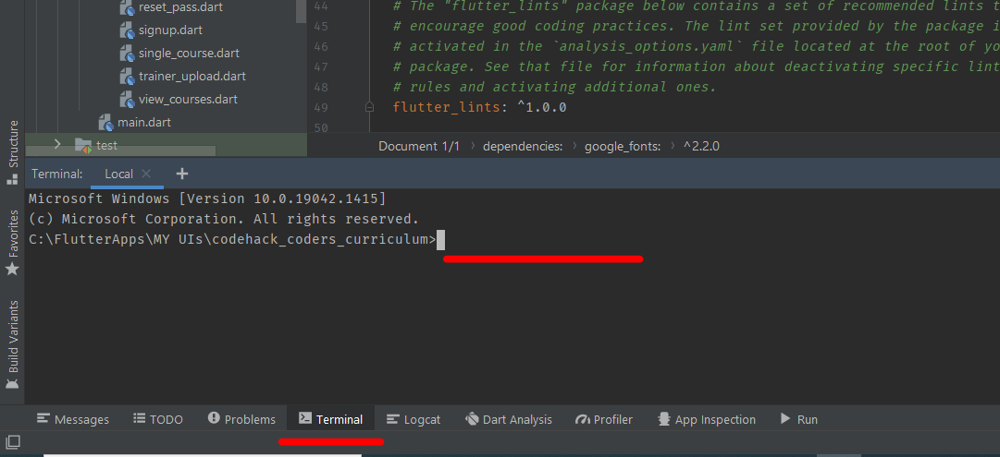 reset_pass.dart
signup.dart
single_course.dart
trainer_upload.dart
view_courses.dart
main.dart
test
44 # The "flutter_lints" package below contains a set of recommended lints t
45 # encourage good coding practices. The lint set provided by the package i
46 # activated in the `analysis_options.yaml` file located at the root of yo
47 # package. See that file for information about deactivating specific lint
48 # rules and activating additional ones.
49 flutter_lints: ^1.0.0
50
Document 1/1 › dependencies: › google_fonts: › ^2.2.0
Structure
Favorites
Build Variants
Terminal: Local × +
Microsoft Windows [Version 10.0.19042.1415]
(c) Microsoft Corporation. All rights reserved.
C:\FlutterApps\MY UIs\codehack_coders_curriculum>
Messages TODO Problems Terminal Logcat Dart Analysis Profiler App Inspection Run